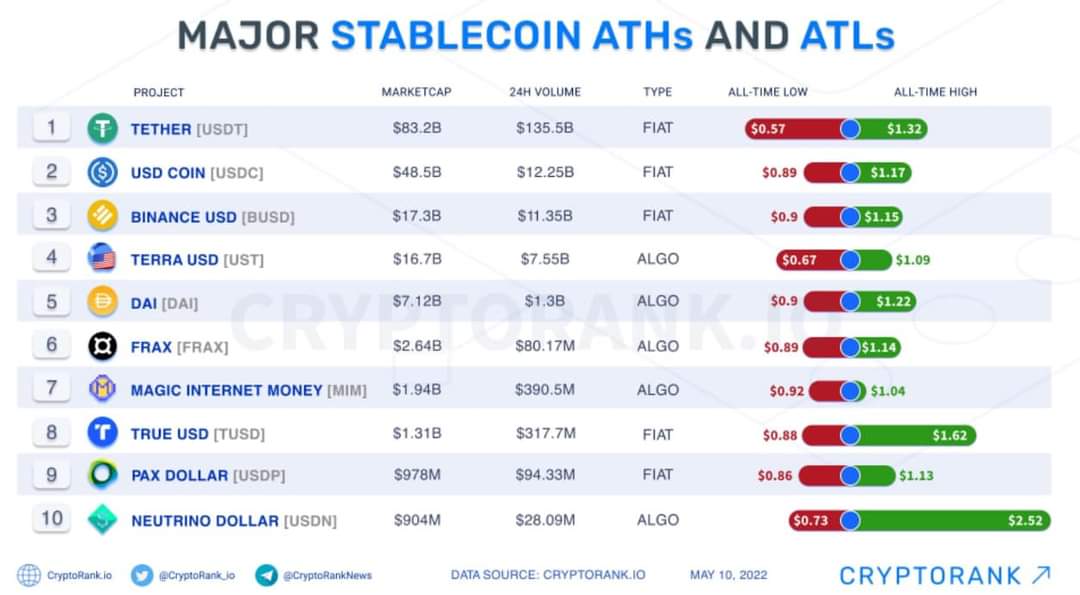 MAJOR STABLECOIN ATHs AND ATLs
PROJECT MARKETCAP 24H VOLUME TYPE ALL-TIME LOW ALL-TIME HIGH
1 TETHER [USDT] $83.2B $135.5B FIAT $0.57 $1.32
2 USD COIN [USDC] $48.5B $12.25B FIAT $0.89 $1.17
3 BINANCE USD [BUSD] $17.3B $11.35B FIAT $0.9 $1.15
4 TERRA USD [UST] $16.7B $7.55B ALGO $0.67 $1.09
5 DAI [DAI] $7.12B $1.3B ALGO $0.9 $1.22
CRYPTORANK.IO
6 FRAX [FRAX] $2.64B $80.17M ALGO $0.89 $1.14
7 MAGIC INTERNET MONEY [MIM] $1.94B $390.5M ALGO $0.92 $1.04
8 TRUE USD [TUSD] $1.31B $317.7M FIAT $0.88 $1.62
9 PAX DOLLAR [USDP] $978M $94.33M FIAT $0.86 $1.13
10 NEUTRINO DOLLAR [USDN] $904M $28.09M ALGO $0.73 $2.52
CryptoRank.io @CryptoRank_io @CryptoRankNews DATA SOURCE: CRYPTORANK.IO MAY 10, 2022 CRYPTORANK